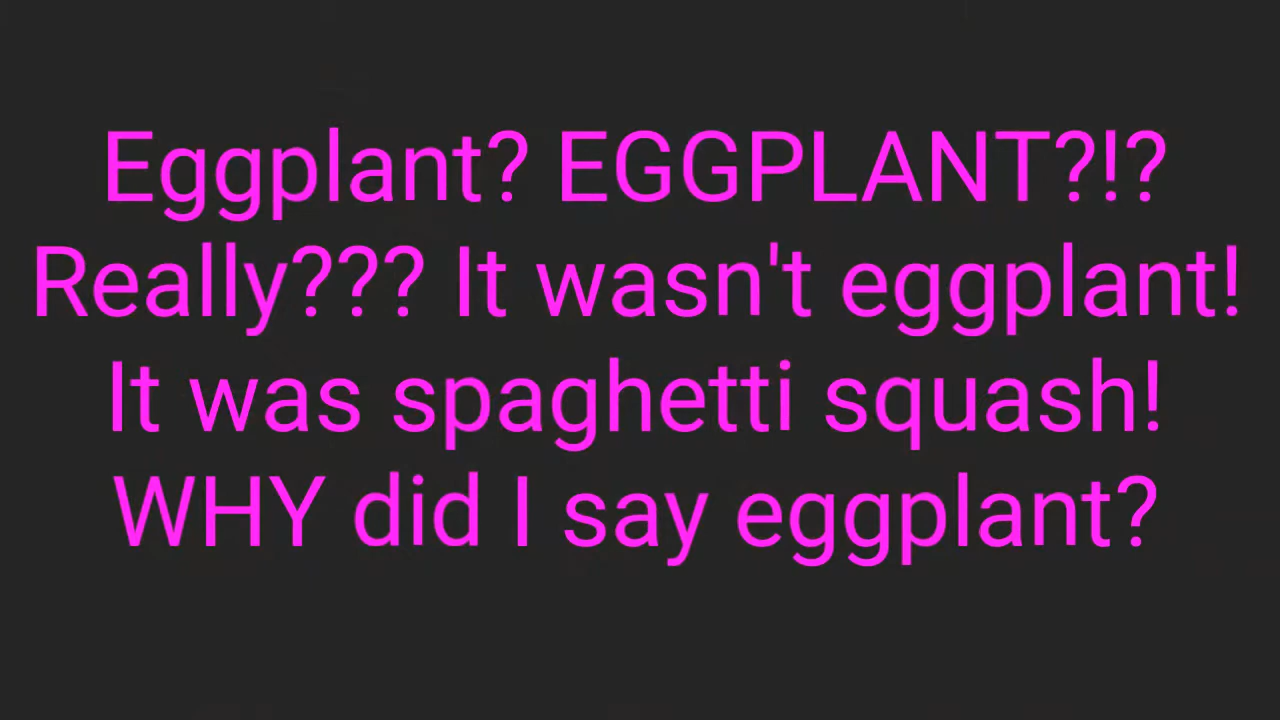 Eggplant? EGGPLANT?!?
Really??? It wasn't eggplant!
It was spaghetti squash!
WHY did I say eggplant?